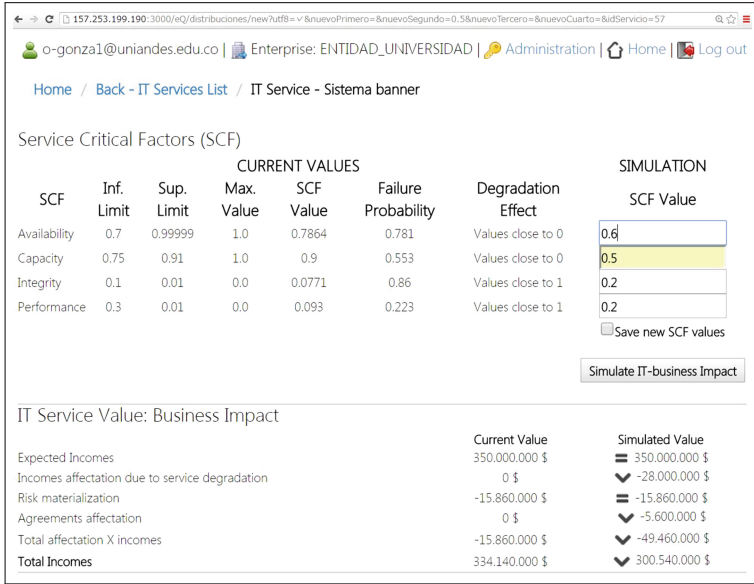 157.253.199.190:3000/eQ/distribuciones/new?utf8=✓&nuevoPrimero=&nuevoSegundo=0.5&nuevoTercero=&nuevoCuarto=&idServicio=57
o-gonza1@uniandes.edu.co | Enterprise: ENTIDAD_UNIVERSIDAD | Administration | Home | Log out
Home / Back - IT Services List / IT Service - Sistema banner
Service Critical Factors (SCF)
CURRENT VALUES SIMULATION
SCF Inf. Limit Sup. Limit Max. Value SCF Value Failure Probability Degradation Effect SCF Value
Availability 0.7 0.99999 1.0 0.7864 0.781 Values close to 0 0.6
Capacity 0.75 0.91 1.0 0.9 0.553 Values close to 0 0.5
Integrity 0.1 0.01 0.0 0.0771 0.86 Values close to 1 0.2
Performance 0.3 0.01 0.0 0.093 0.223 Values close to 1 0.2
Save new SCF values
Simulate IT-business Impact
IT Service Value: Business Impact
Current Value Simulated Value
Expected Incomes 350.000.000 $ 350.000.000 $
Incomes affectation due to service degradation 0 $ -28.000.000 $
Risk materialization -15.860.000 $ -15.860.000 $
Agreements affectation 0 $ -5.600.000 $
Total affectation X incomes -15.860.000 $ -49.460.000 $
Total Incomes 334.140.000 $ 300.540.000 $